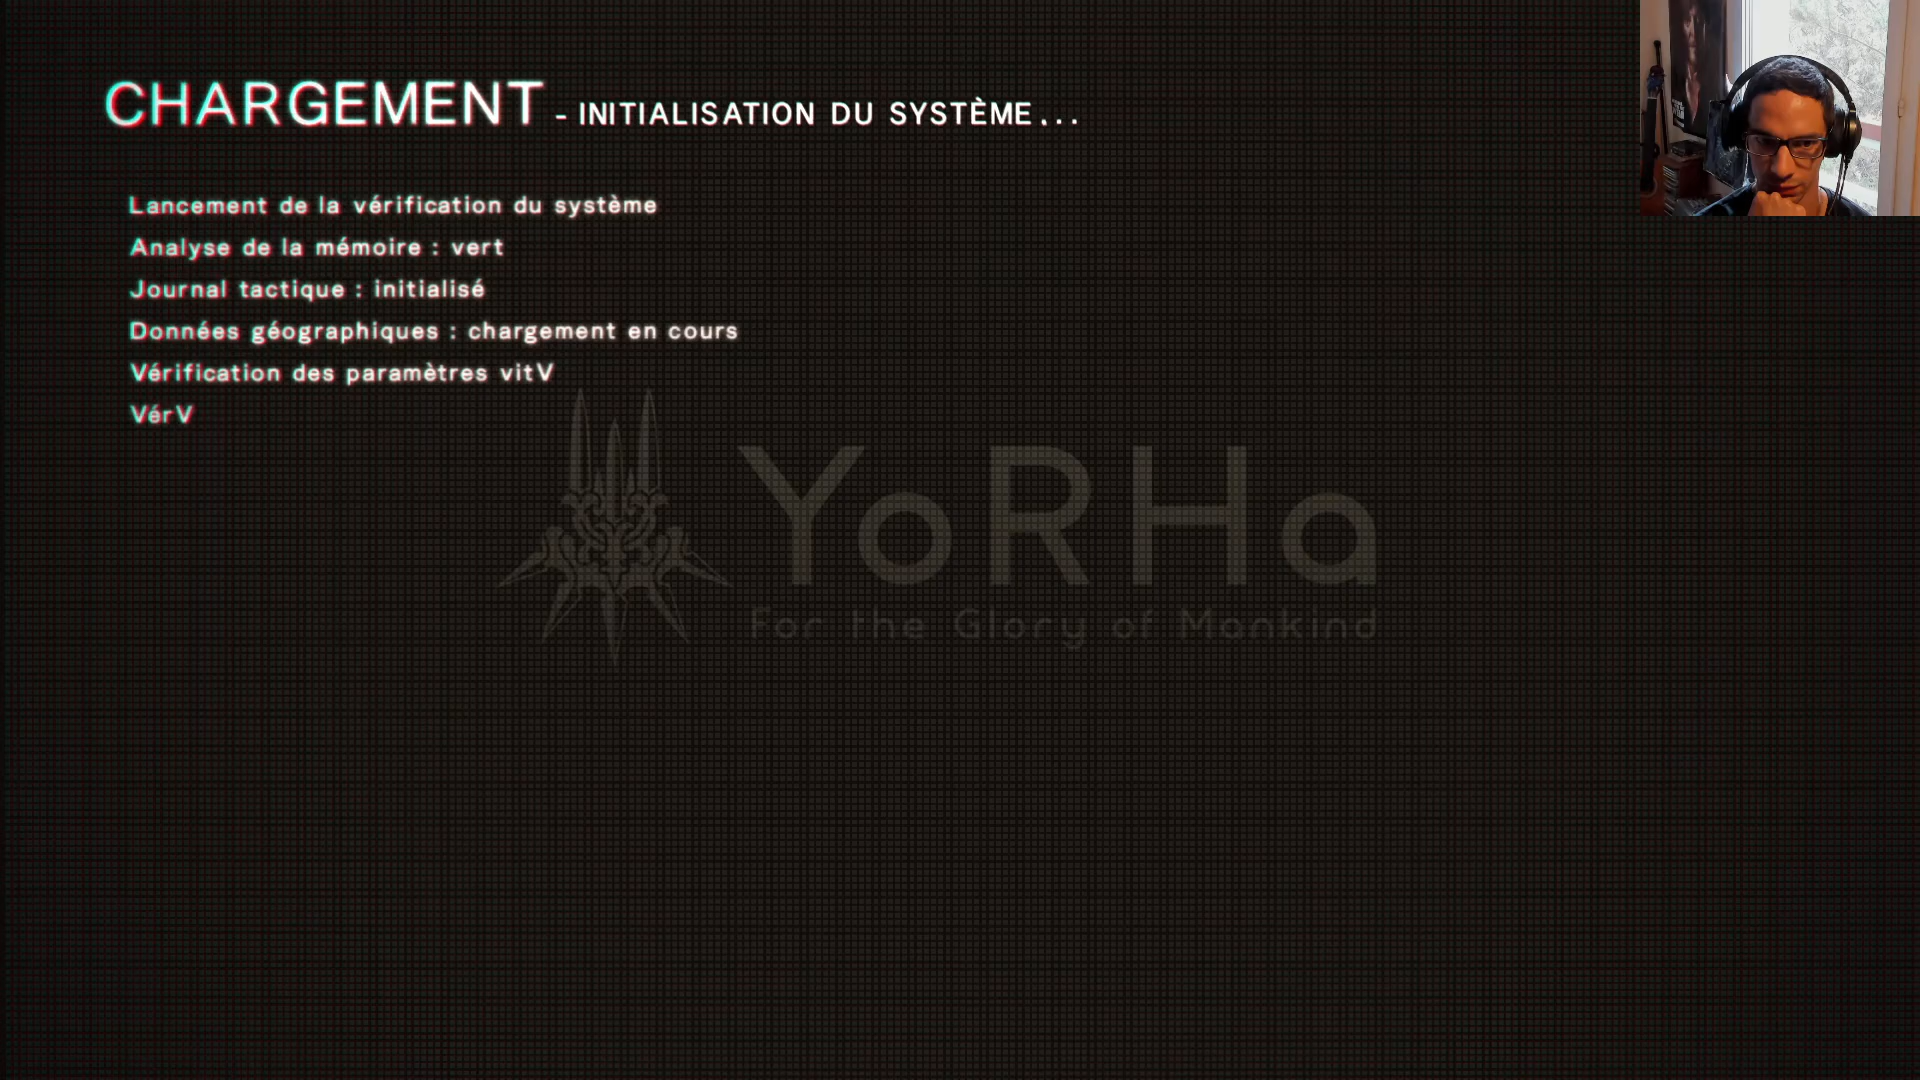 CHARGEMENT - INITIALISATION DU SYSTÈME...
Lancement de la vérification du système
Analyse de la mémoire : vert
Journal tactique : initialisé
Données géographiques : chargement en cours
Vérification des paramètres vitV
VérV
YoRHa
For the Glory of Mankind